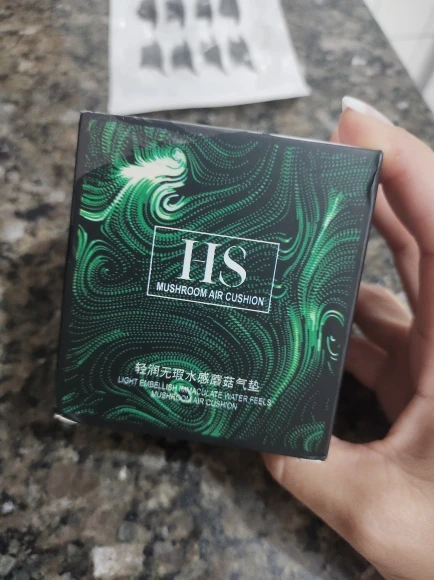 HS
MUSHROOM AIR CUSHION
轻润无瑕水感蘑菇气垫
LIGHT EMBELLISH IMMACULATE WATER FEELS
MUSHROOM AIR CUSHION